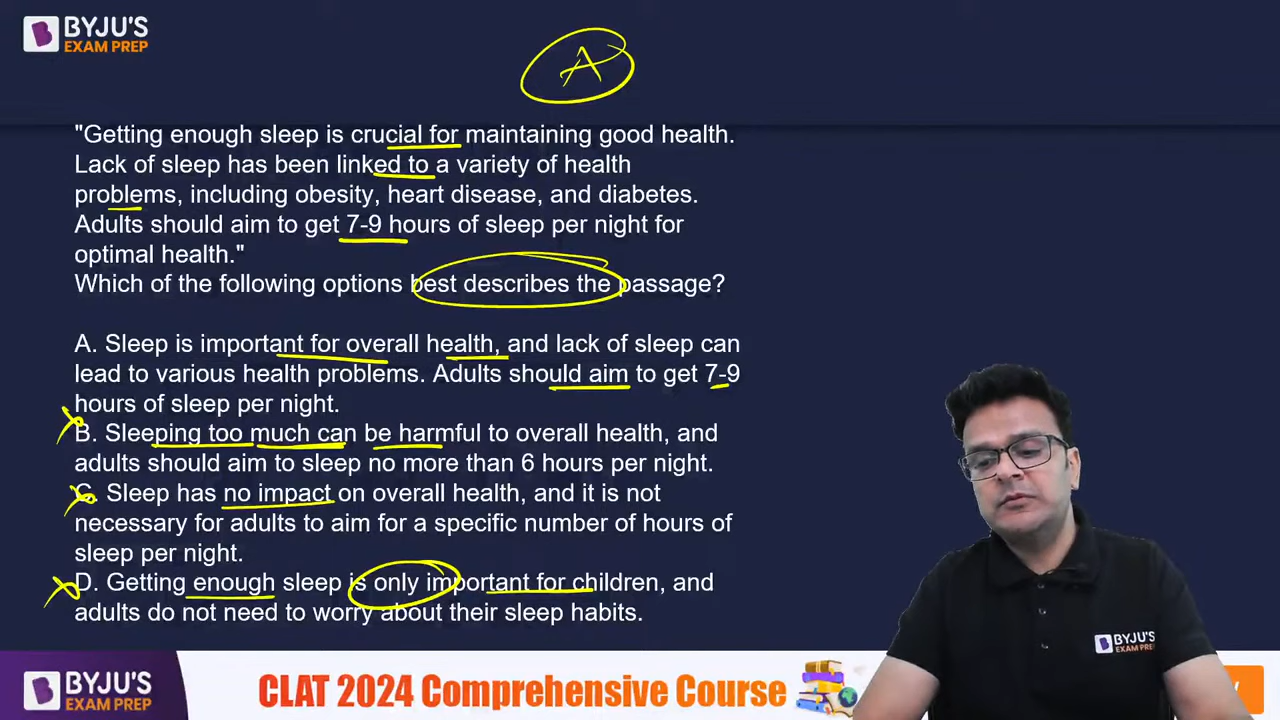 BYJU'S
EXAM PREP
A
"Getting enough sleep is crucial for maintaining good health.
Lack of sleep has been linked to a variety of health
problems, including obesity, heart disease, and diabetes.
Adults should aim to get 7-9 hours of sleep per night for
optimal health."
Which of the following options best describes the passage?
A. Sleep is important for overall health, and lack of sleep can
lead to various health problems. Adults should aim to get 7-9
hours of sleep per night.
B. Sleeping too much can be harmful to overall health, and
adults should aim to sleep no more than 6 hours per night.
C. Sleep has no impact on overall health, and it is not
necessary for adults to aim for a specific number of hours of
sleep per night.
D. Getting enough sleep is only important for children, and
adults do not need to worry about their sleep habits.
BYJU'S
EXAM PREP
BYJU'S
EXAM PREP
CLAT 2024 Comprehensive Course